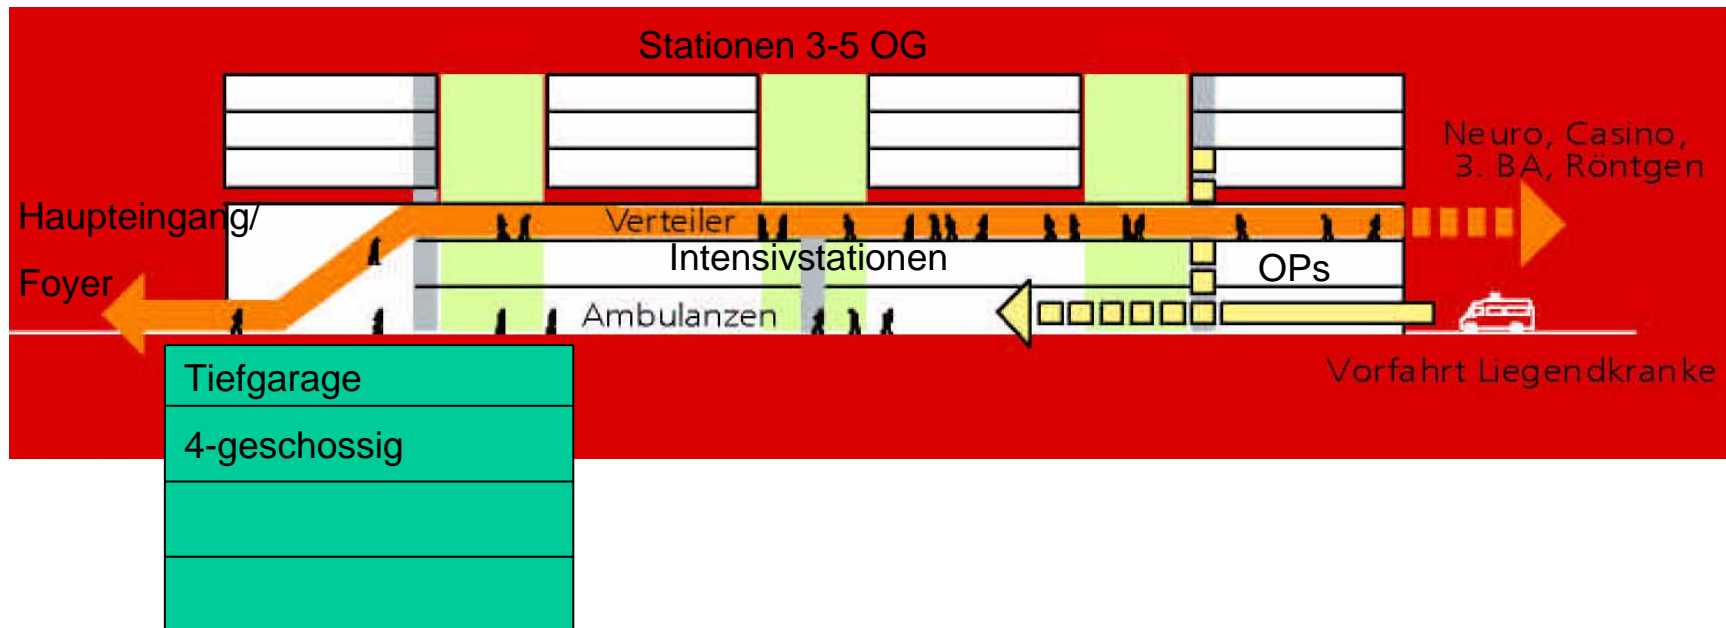 Stationen 3-5 OG
Neuro, Casino,
3. BA, Röntgen
Haupteingang/
Foyer
Verteiler
Intensivstationen
OPs
Ambulanzen
Vorfahrt Liegendkranke
Tiefgarage
4-geschossig